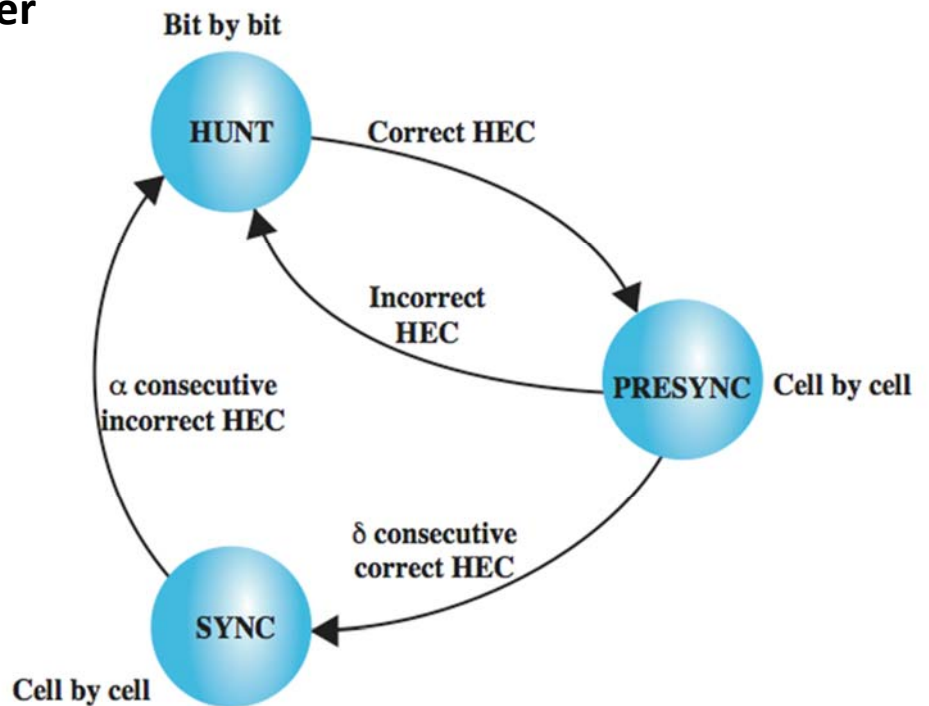 er
Bit by bit
HUNT
Correct HEC
Incorrect
HEC
PRESYNC
Cell by cell
α consecutive
incorrect HEC
δ consecutive
correct HEC
SYNC
Cell by cell